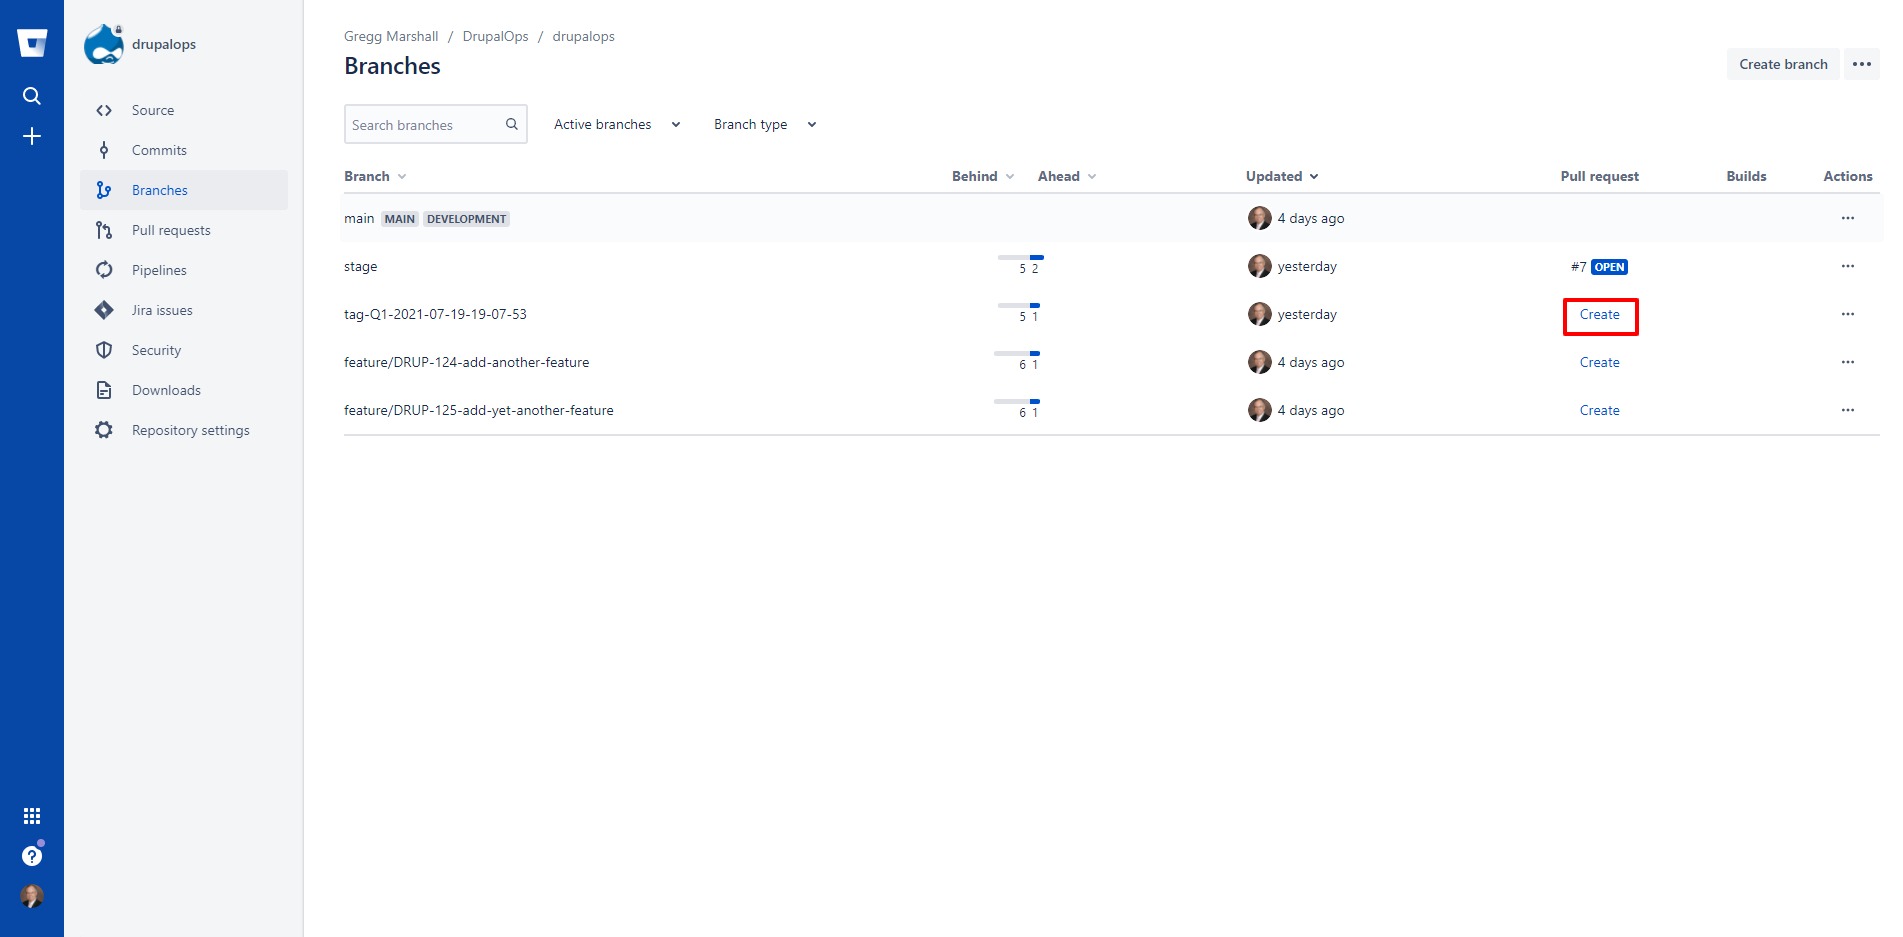 drupalops
Source
Commits
Branches
Pull requests
Pipelines
Jira issues
Security
Downloads
Repository settings
Gregg Marshall / DrupalOps / drupalops
Branches
Create branch
Search branches Active branches Branch type
Branch Behind Ahead Updated Pull request Builds Actions
main MAIN DEVELOPMENT 4 days ago
stage 5 2 yesterday #7 OPEN
tag-Q1-2021-07-19-19-07-53 5 1 yesterday Create
feature/DRUP-124-add-another-feature 6 1 4 days ago Create
feature/DRUP-125-add-yet-another-feature 6 1 4 days ago Create